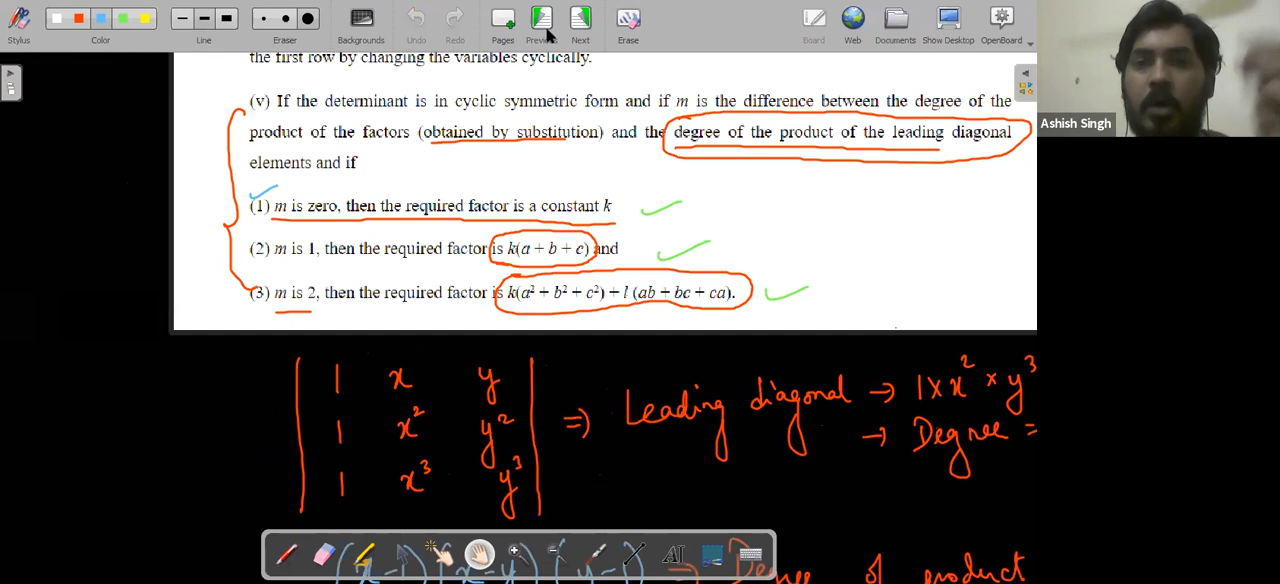 Stylus Color Line Eraser Backgrounds Undo Redo Pages Next Erase Board Web Documents Show Desktop OpenBoard
the first row by changing the variables cyclically.
(v) If the determinant is in cyclic symmetric form and if m is the difference between the degree of the
product of the factors (obtained by substitution) and the degree of the product of the leading diagonal
elements and if
Ashish Singh
(1) m is zero, then the required factor is a constant k
(2) m is 1, then the required factor is k(a + b + c) and
(3) m is 2, then the required factor is k(a² + b² + c²) + l (ab + bc + ca).
1 x y
1 x² y² ⇒ Leading diagonal → 1 × x² × y³
1 x³ y³ → Degree =
(x-1) (x-y) (y-1) ⇒ Degree of product